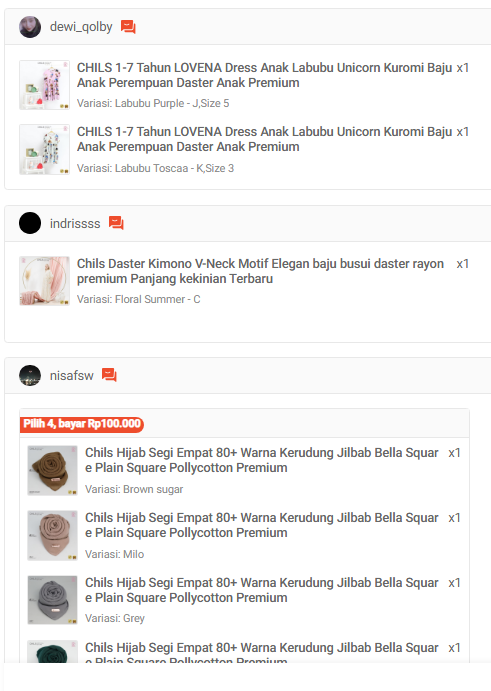 dewi_qolby
CHILS 1-7 Tahun LOVENA Dress Anak Labubu Unicorn Kuromi Baju x1
Anak Perempuan Daster Anak Premium
Variasi: Labubu Purple - J,Size 5
CHILS 1-7 Tahun LOVENA Dress Anak Labubu Unicorn Kuromi Baju x1
Anak Perempuan Daster Anak Premium
Variasi: Labubu Toscaa - K,Size 3
indrissss
Chils Daster Kimono V-Neck Motif Elegan baju busui daster rayon x1
premium Panjang kekinian Terbaru
Variasi: Floral Summer - C
nisafsw
Pilih 4, bayar Rp100.000
Chils Hijab Segi Empat 80+ Warna Kerudung Jilbab Bella Squar x1
e Plain Square Pollycotton Premium
Variasi: Brown sugar
Chils Hijab Segi Empat 80+ Warna Kerudung Jilbab Bella Squar x1
e Plain Square Pollycotton Premium
Variasi: Milo
Chils Hijab Segi Empat 80+ Warna Kerudung Jilbab Bella Squar x1
e Plain Square Pollycotton Premium
Variasi: Grey
Chils Hijab Segi Empat 80+ Warna Kerudung Jilbab Bella Squar x1
e Plain Square Pollycotton Premium